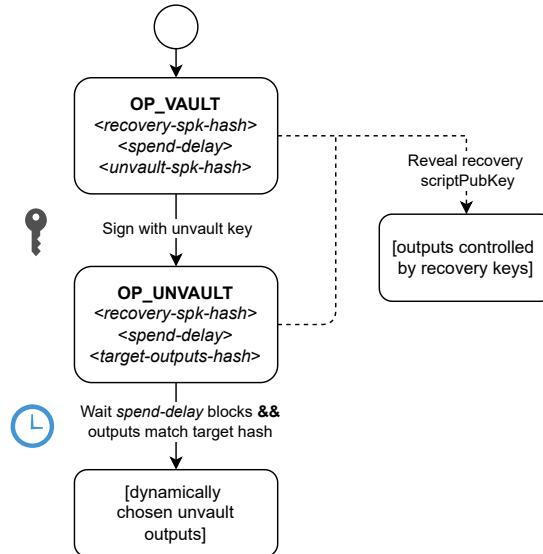 OP_VAULT
<recovery-spk-hash>
<spend-delay>
<unvault-spk-hash>
Reveal recovery
scriptPubKey
Sign with unvault key
[outputs controlled
by recovery keys]
OP_UNVAULT
<recovery-spk-hash>
<spend-delay>
<target-outputs-hash>
Wait spend-delay blocks &&
outputs match target hash
[dynamically
chosen unvault
outputs]